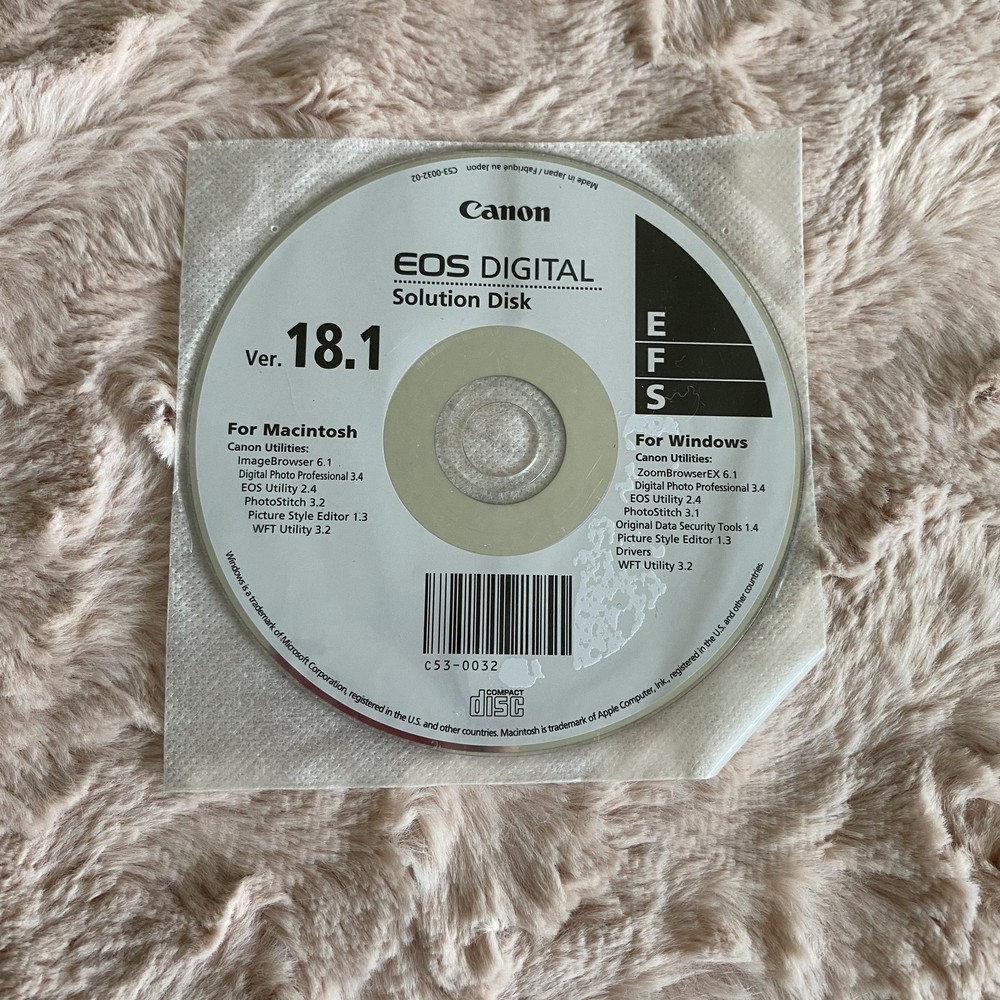 Made in Japan / Fabriqué au Japon C53-0032-02
Canon
EOS DIGITAL
Solution Disk
Ver. 18.1
E
F
S
For Macintosh
Canon Utilities:
ImageBrowser 6.1
Digital Photo Professional 3.4
EOS Utility 2.4
PhotoStitch 3.2
Picture Style Editor 1.3
WFT Utility 3.2
For Windows
Canon Utilities:
ZoomBrowserEX 6.1
Digital Photo Professional 3.4
EOS Utility 2.4
PhotoStitch 3.1
Original Data Security Tools 1.4
Picture Style Editor 1.3
Drivers
WFT Utility 3.2
C53-0032
COMPACT
disc
Windows is a trademark of Microsoft Corporation, registered in the U.S. and other countries. Macintosh is trademark of Apple Computer, Ink., registered in the U.S. and other countries.